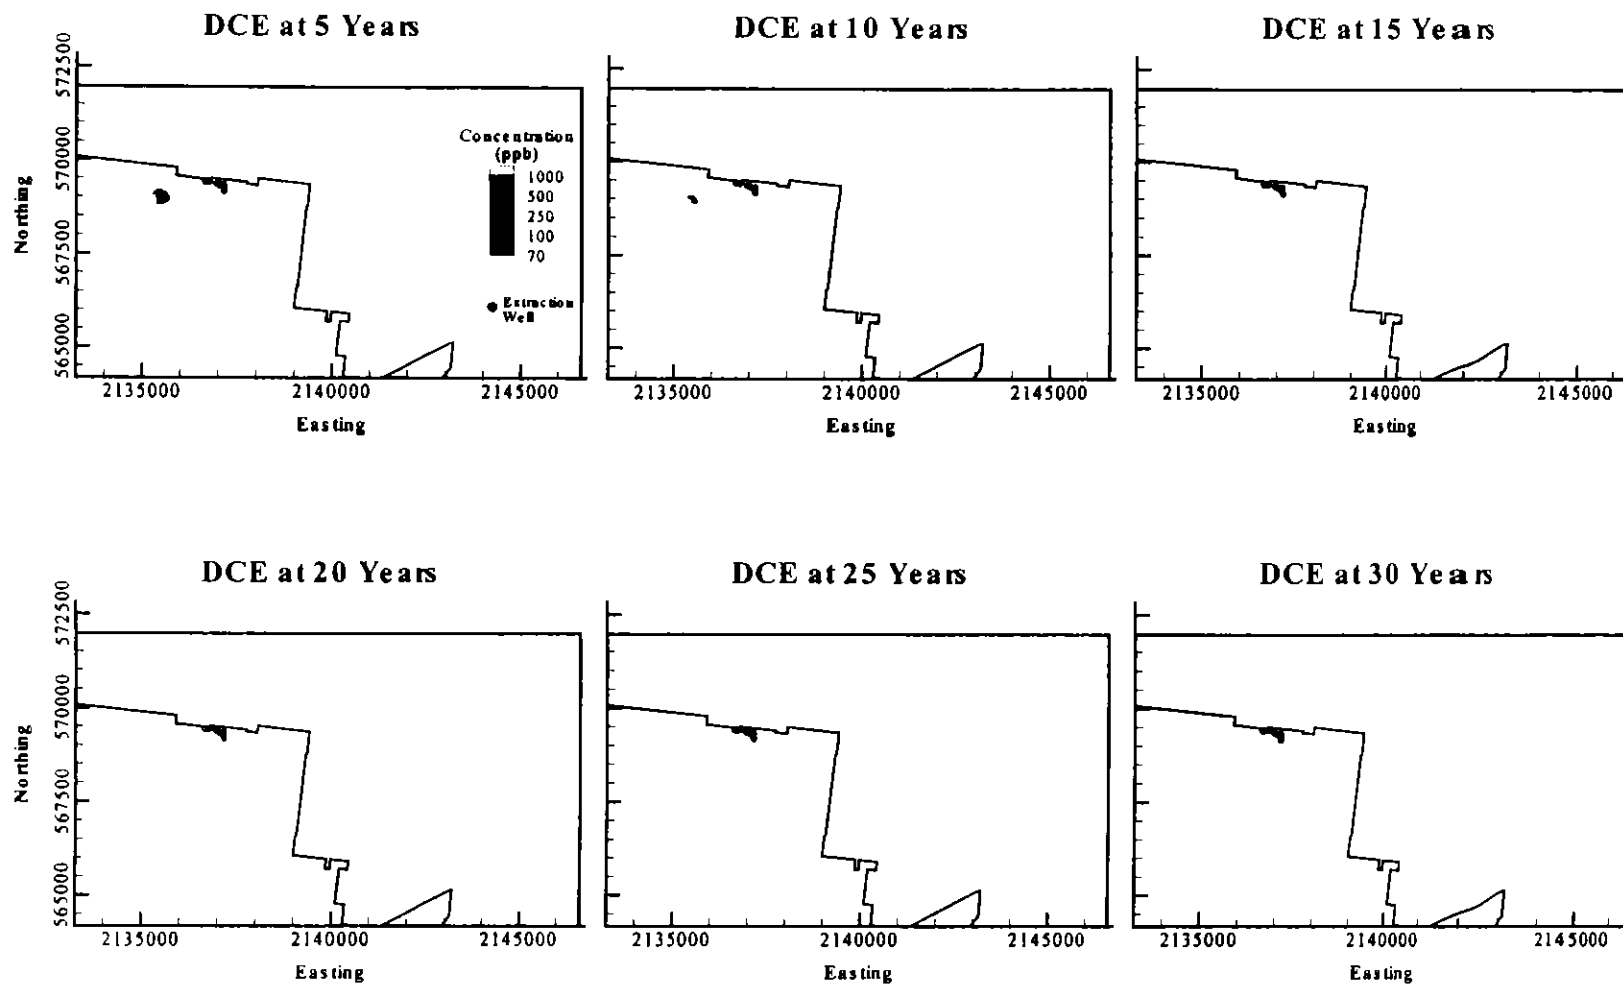 DCE at 5 Years
DCE at 10 Years
DCE at 15 Years
572500
570000
567500
565000
Northing
Concentration
(ppb)
1000
500
250
100
70
Extraction
Well
2135000 2140000 2145000
Easting
2135000 2140000 2145000
Easting
2135000 2140000 2145000
Easting
DCE at 20 Years
DCE at 25 Years
DCE at 30 Years
572500
570000
567500
565000
Northing
2135000 2140000 2145000
Easting
2135000 2140000 2145000
Easting
2135000 2140000 2145000
Easting